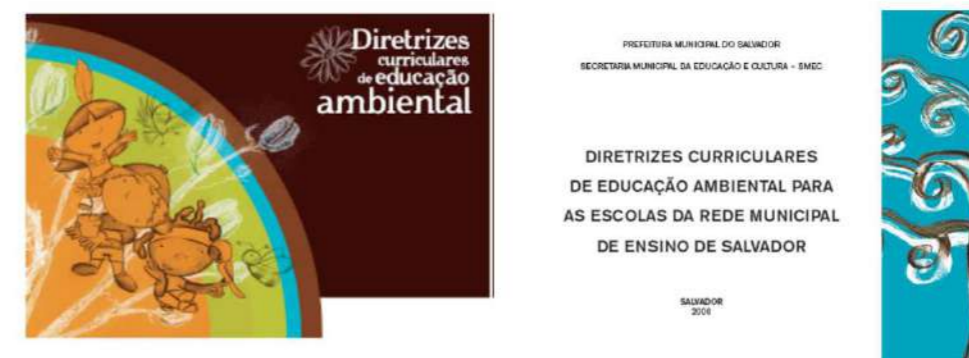 Diretrizes
curriculares
de educação
ambiental
PREFEITURA MUNICIPAL DO SALVADOR
SECRETARIA MUNICIPAL DA EDUCAÇÃO E CULTURA – SMEC
DIRETRIZES CURRICULARES
DE EDUCAÇÃO AMBIENTAL PARA
AS ESCOLAS DA REDE MUNICIPAL
DE ENSINO DE SALVADOR
SALVADOR